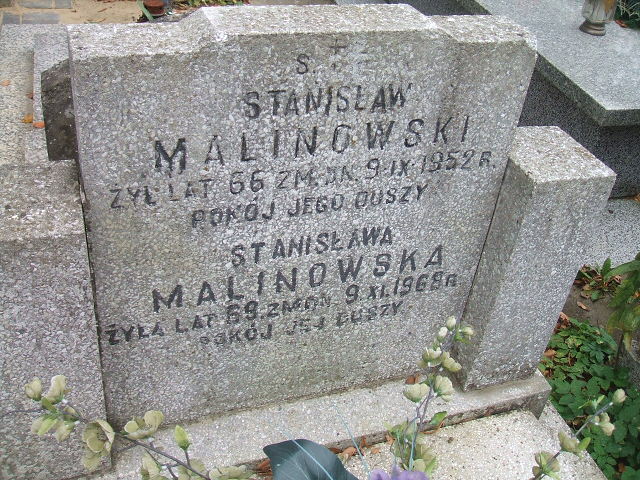 S. † P.
STANISŁAW
MALINOWSKI
ŻYŁ LAT 66 ZM. DN. 9.IX.1952 R.
POKÓJ JEGO DUSZY
STANISŁAWA
MALINOWSKA
ŻYŁA LAT 69. ZM. DN. 9.XI.1968 R.
POKÓJ JEJ DUSZY